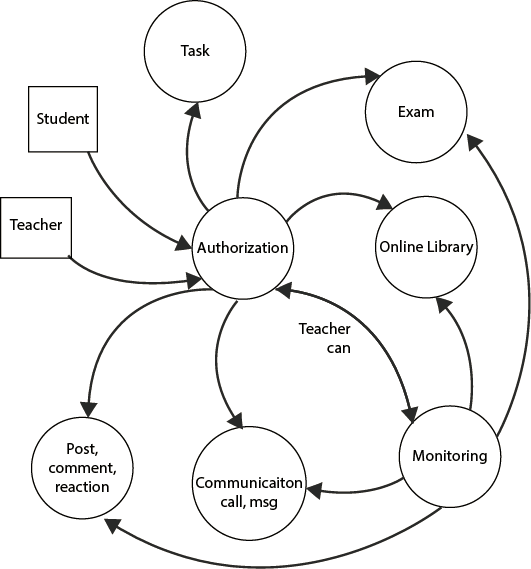 Task
Student
Exam
Teacher
Authorization
Online Library
Teacher
can
Post,
comment,
reaction
Communicaiton
call, msg
Monitoring